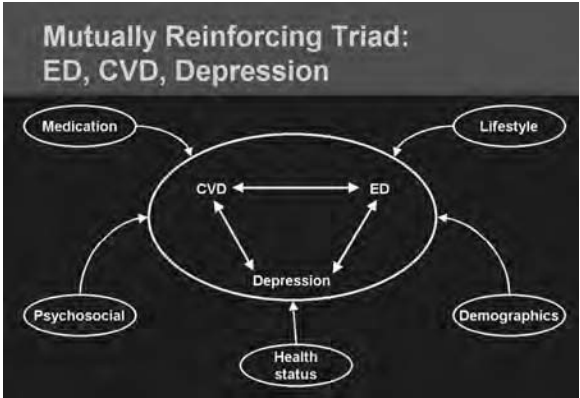 Mutually Reinforcing Triad:
ED, CVD, Depression
Medication
Lifestyle
CVD
ED
Depression
Psychosocial
Demographics
Health
status